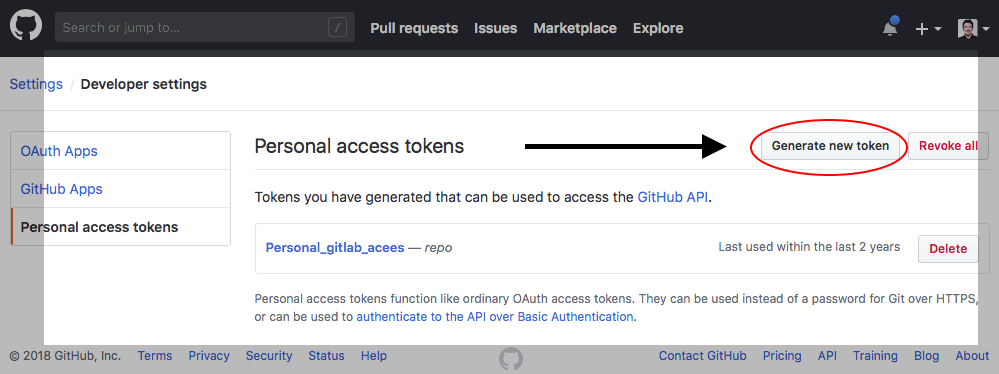 Search or jump to... /
Pull requests Issues Marketplace Explore
Settings / Developer settings
OAuth Apps
GitHub Apps
Personal access tokens
Personal access tokens
Generate new token
Revoke all
Tokens you have generated that can be used to access the GitHub API.
Personal_gitlab_acees — repo
Last used within the last 2 years
Delete
Personal access tokens function like ordinary OAuth access tokens. They can be used instead of a password for Git over HTTPS,
or can be used to authenticate to the API over Basic Authentication.
© 2018 GitHub, Inc. Terms Privacy Security Status Help
Contact GitHub Pricing API Training Blog About